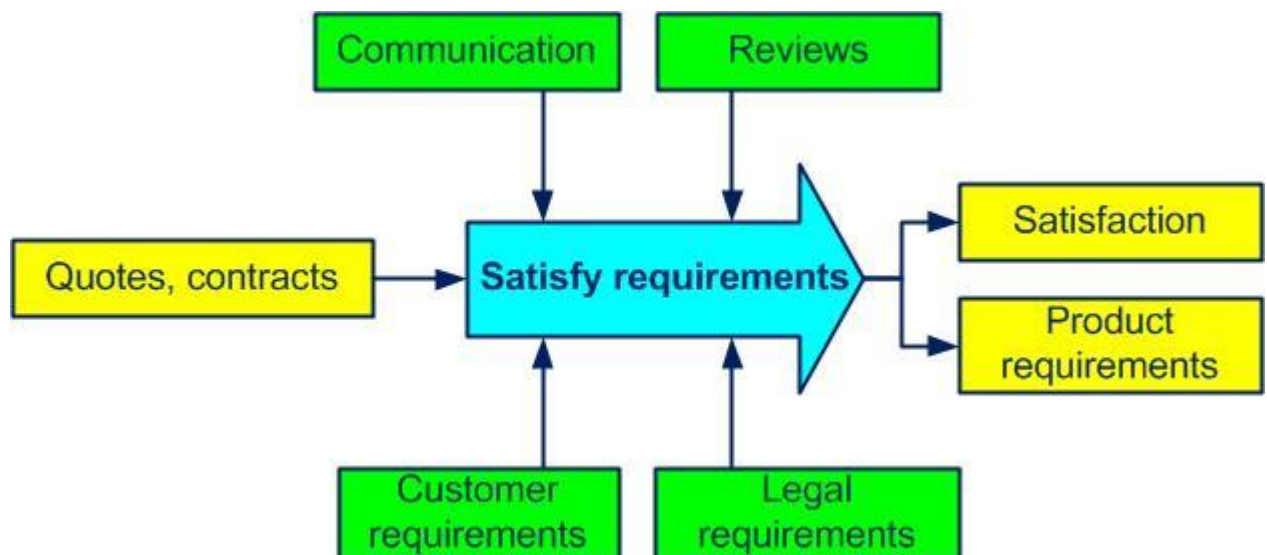 Communication
Reviews
Quotes, contracts
Satisfy requirements
Satisfaction
Product
requirements
Customer
requirements
Legal
requirements